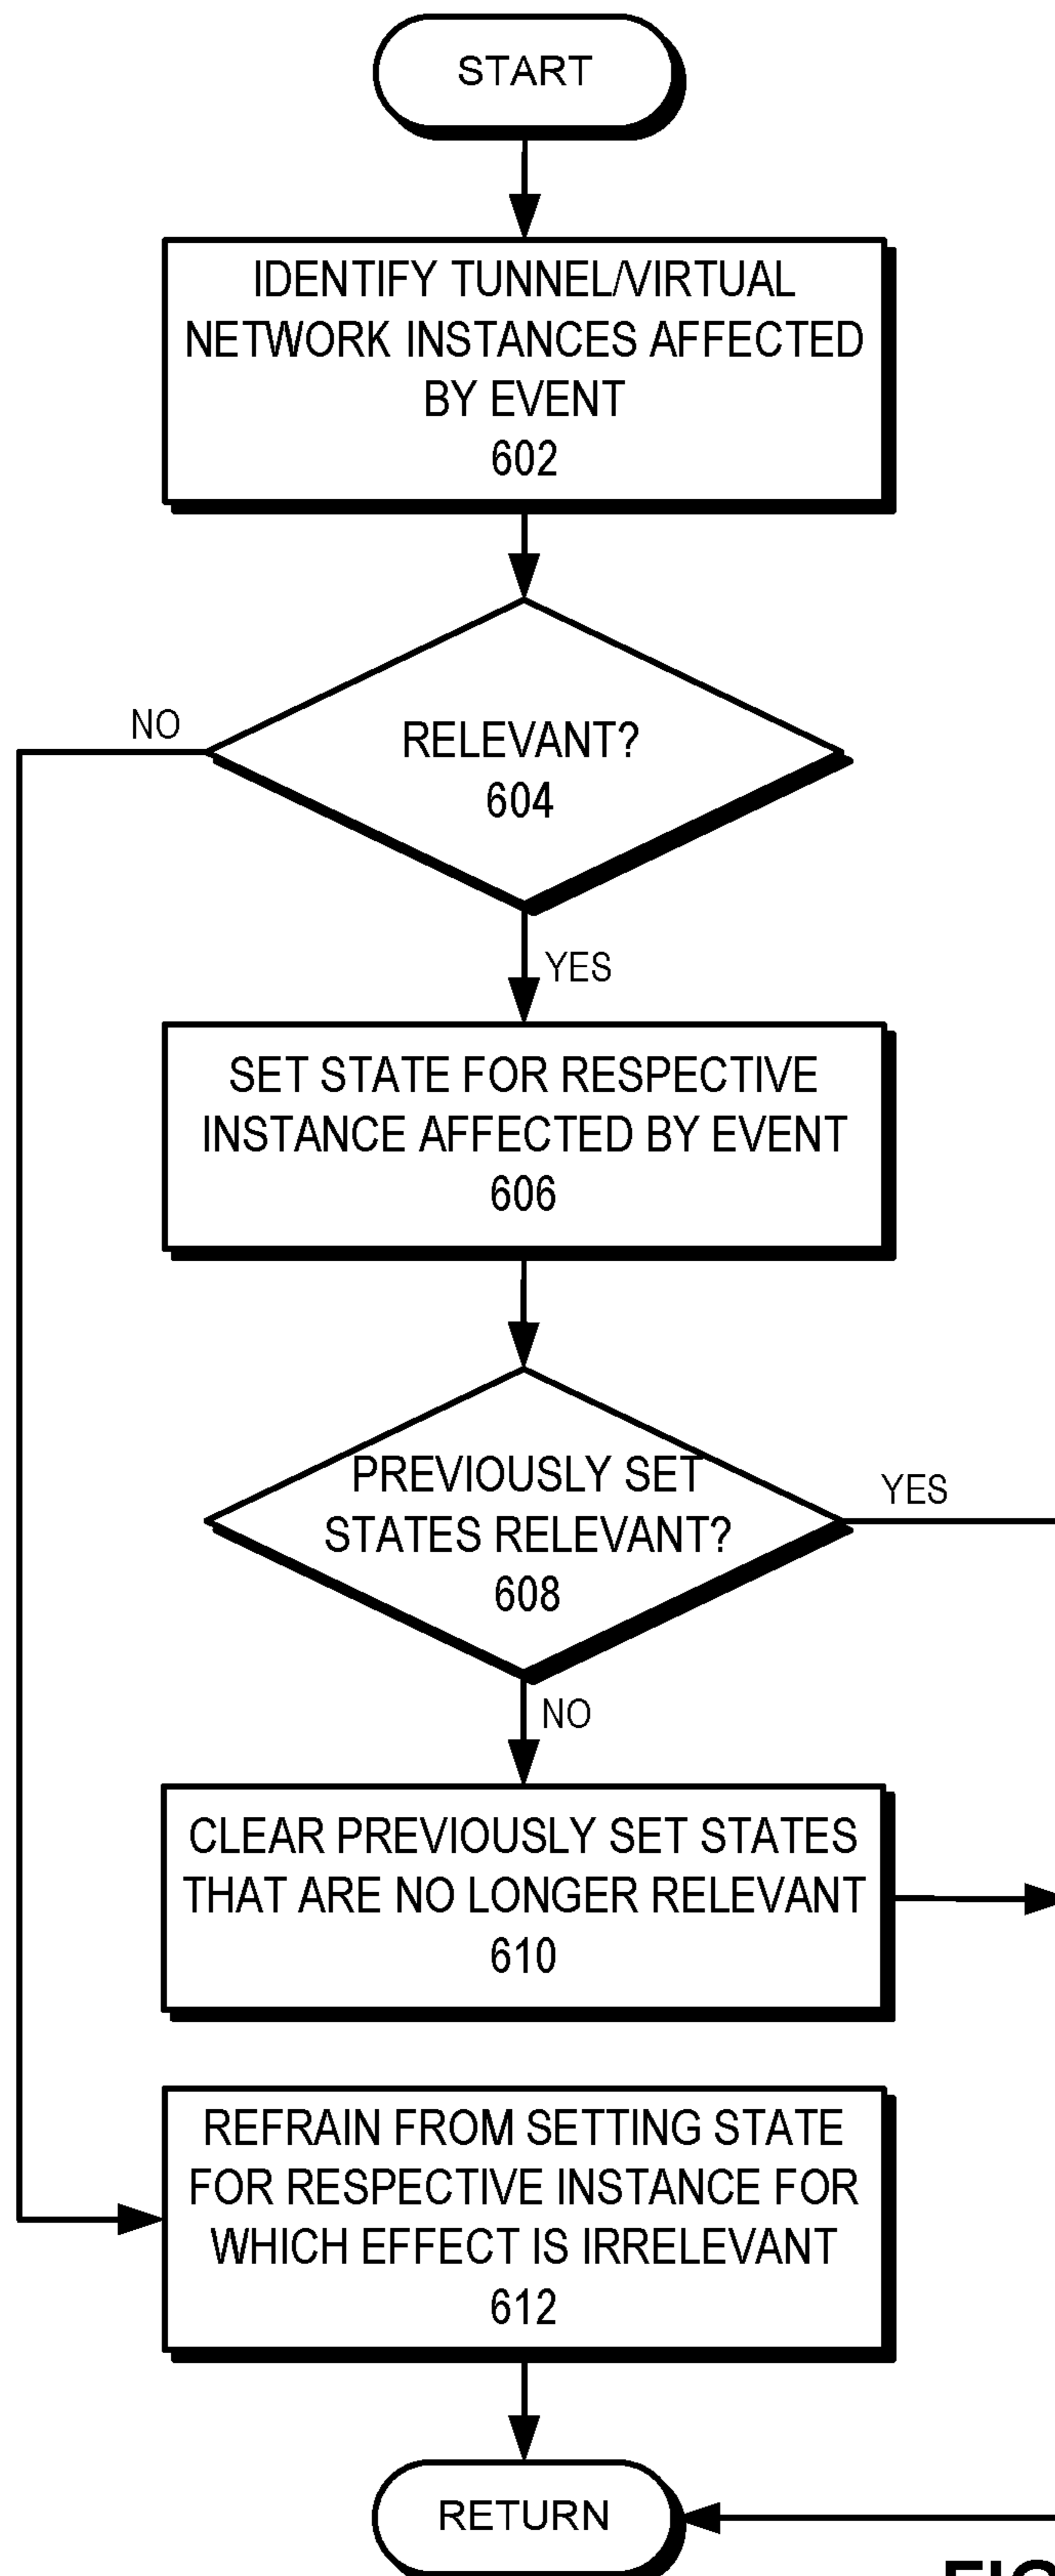 START
IDENTIFY TUNNEL/VIRTUAL
NETWORK INSTANCES AFFECTED
BY EVENT
602
NO
RELEVANT?
604
YES
SET STATE FOR RESPECTIVE
INSTANCE AFFECTED BY EVENT
606
PREVIOUSLY SET
STATES RELEVANT?
608
YES
NO
CLEAR PREVIOUSLY SET STATES
THAT ARE NO LONGER RELEVANT
610
REFRAIN FROM SETTING STATE
FOR RESPECTIVE INSTANCE FOR
WHICH EFFECT IS IRRELEVANT
612
RETURN